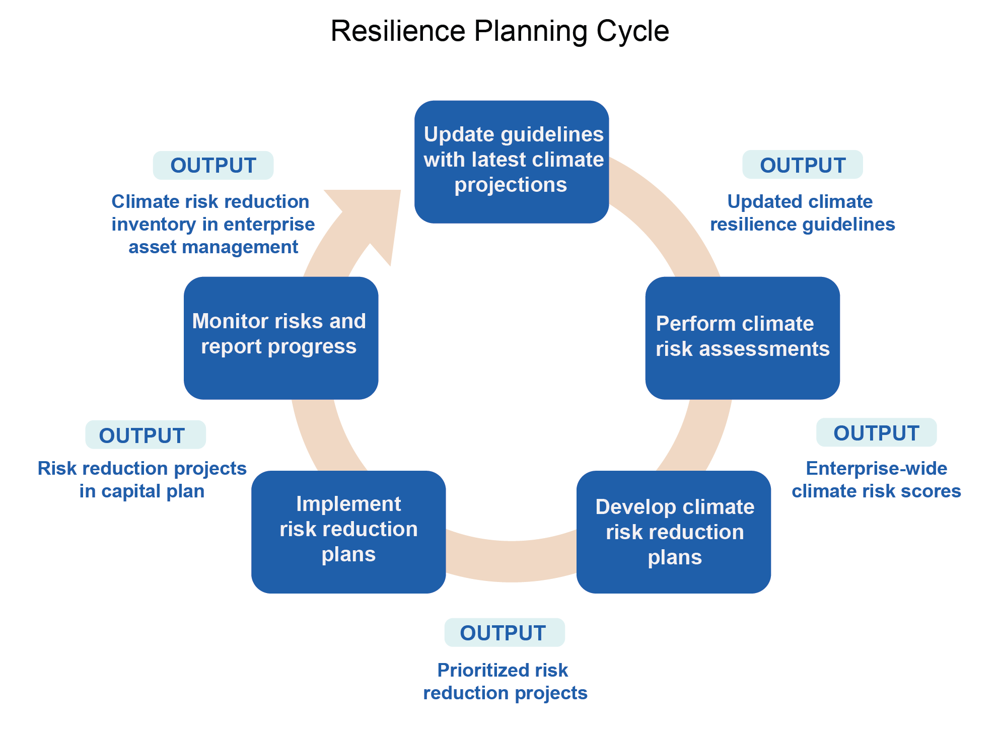 Resilience Planning Cycle
Update guidelines
with latest climate
projections
OUTPUT
Updated climate
resilience guidelines
Perform climate
risk assessments
OUTPUT
Enterprise-wide
climate risk scores
Develop climate
risk reduction
plans
OUTPUT
Prioritized risk
reduction projects
Implement
risk reduction
plans
OUTPUT
Risk reduction projects
in capital plan
Monitor risks and
report progress
OUTPUT
Climate risk reduction
inventory in enterprise
asset management